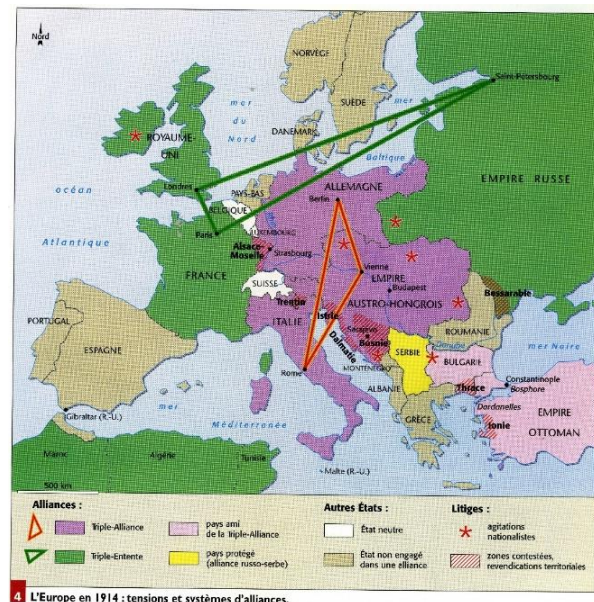 Nord
NORVÈGE
SUÈDE
Saint-Pétersbourg
mer
du
Nord
mer
Baltique
DANEMARK
ROYAUME-
UNI
EMPIRE RUSSE
océan
Atlantique
Londres
PAYS-BAS
ALLEMAGNE
Berlin
BELGIQUE
LUXEMBOURG
Paris
Alsace-
Moselle
Strasbourg
FRANCE
Vienne
EMPIRE
Budapest
AUSTRO-HONGROIS
SUISSE
Trentin
Istrie
ITALIE
Bessarabie
ROUMANIE
Sarajevo
Bosnie
Dalmatie
SERBIE
Danube
mer Noire
PORTUGAL
ESPAGNE
MONTÉNÉGRO
BULGARIE
Rome
ALBANIE
Thrace
Constantinople
Bosphore
Dardanelles
GRÈCE
Ionie
EMPIRE
OTTOMAN
Gibraltar (R.-U.)
mer
Méditerranée
Maroc
Algérie
Tunisie
Malte (R.-U.)
500 km
Alliances :
Triple-Alliance
Triple-Entente
pays ami
de la Triple-Alliance
pays protégé
(alliance russo-serbe)
Autres États :
État neutre
État non engagé
dans une alliance
Litiges :
agitations
nationalistes
zones contestées,
revendications territoriales
4 L'Europe en 1914 : tensions et systèmes d'alliances.